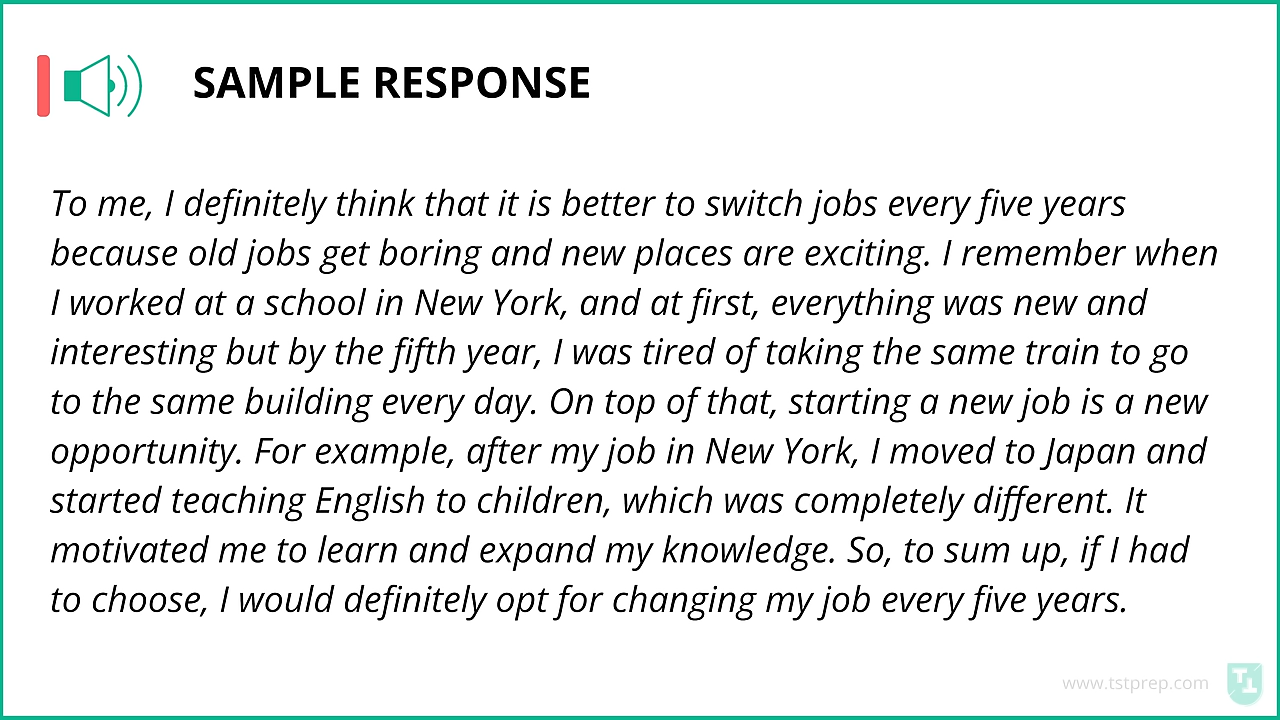 SAMPLE RESPONSE
To me, I definitely think that it is better to switch jobs every five years
because old jobs get boring and new places are exciting. I remember when
I worked at a school in New York, and at first, everything was new and
interesting but by the fifth year, I was tired of taking the same train to go
to the same building every day. On top of that, starting a new job is a new
opportunity. For example, after my job in New York, I moved to Japan and
started teaching English to children, which was completely different. It
motivated me to learn and expand my knowledge. So, to sum up, if I had
to choose, I would definitely opt for changing my job every five years.
www.tstprep.com